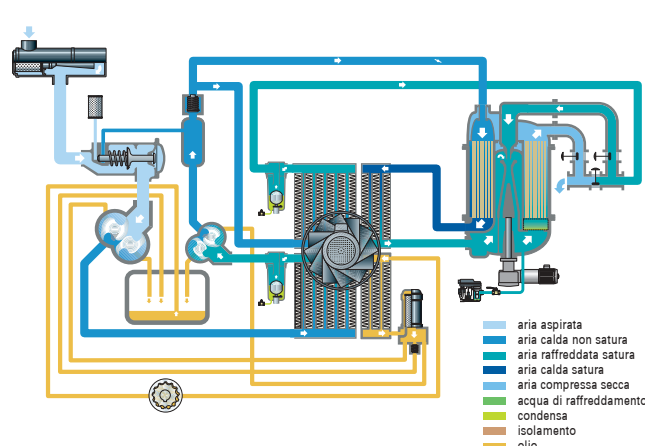 aria aspirata
aria calda non satura
aria raffreddata satura
aria calda satura
aria compressa secca
acqua di raffreddamento
condensa
isolamento
olio